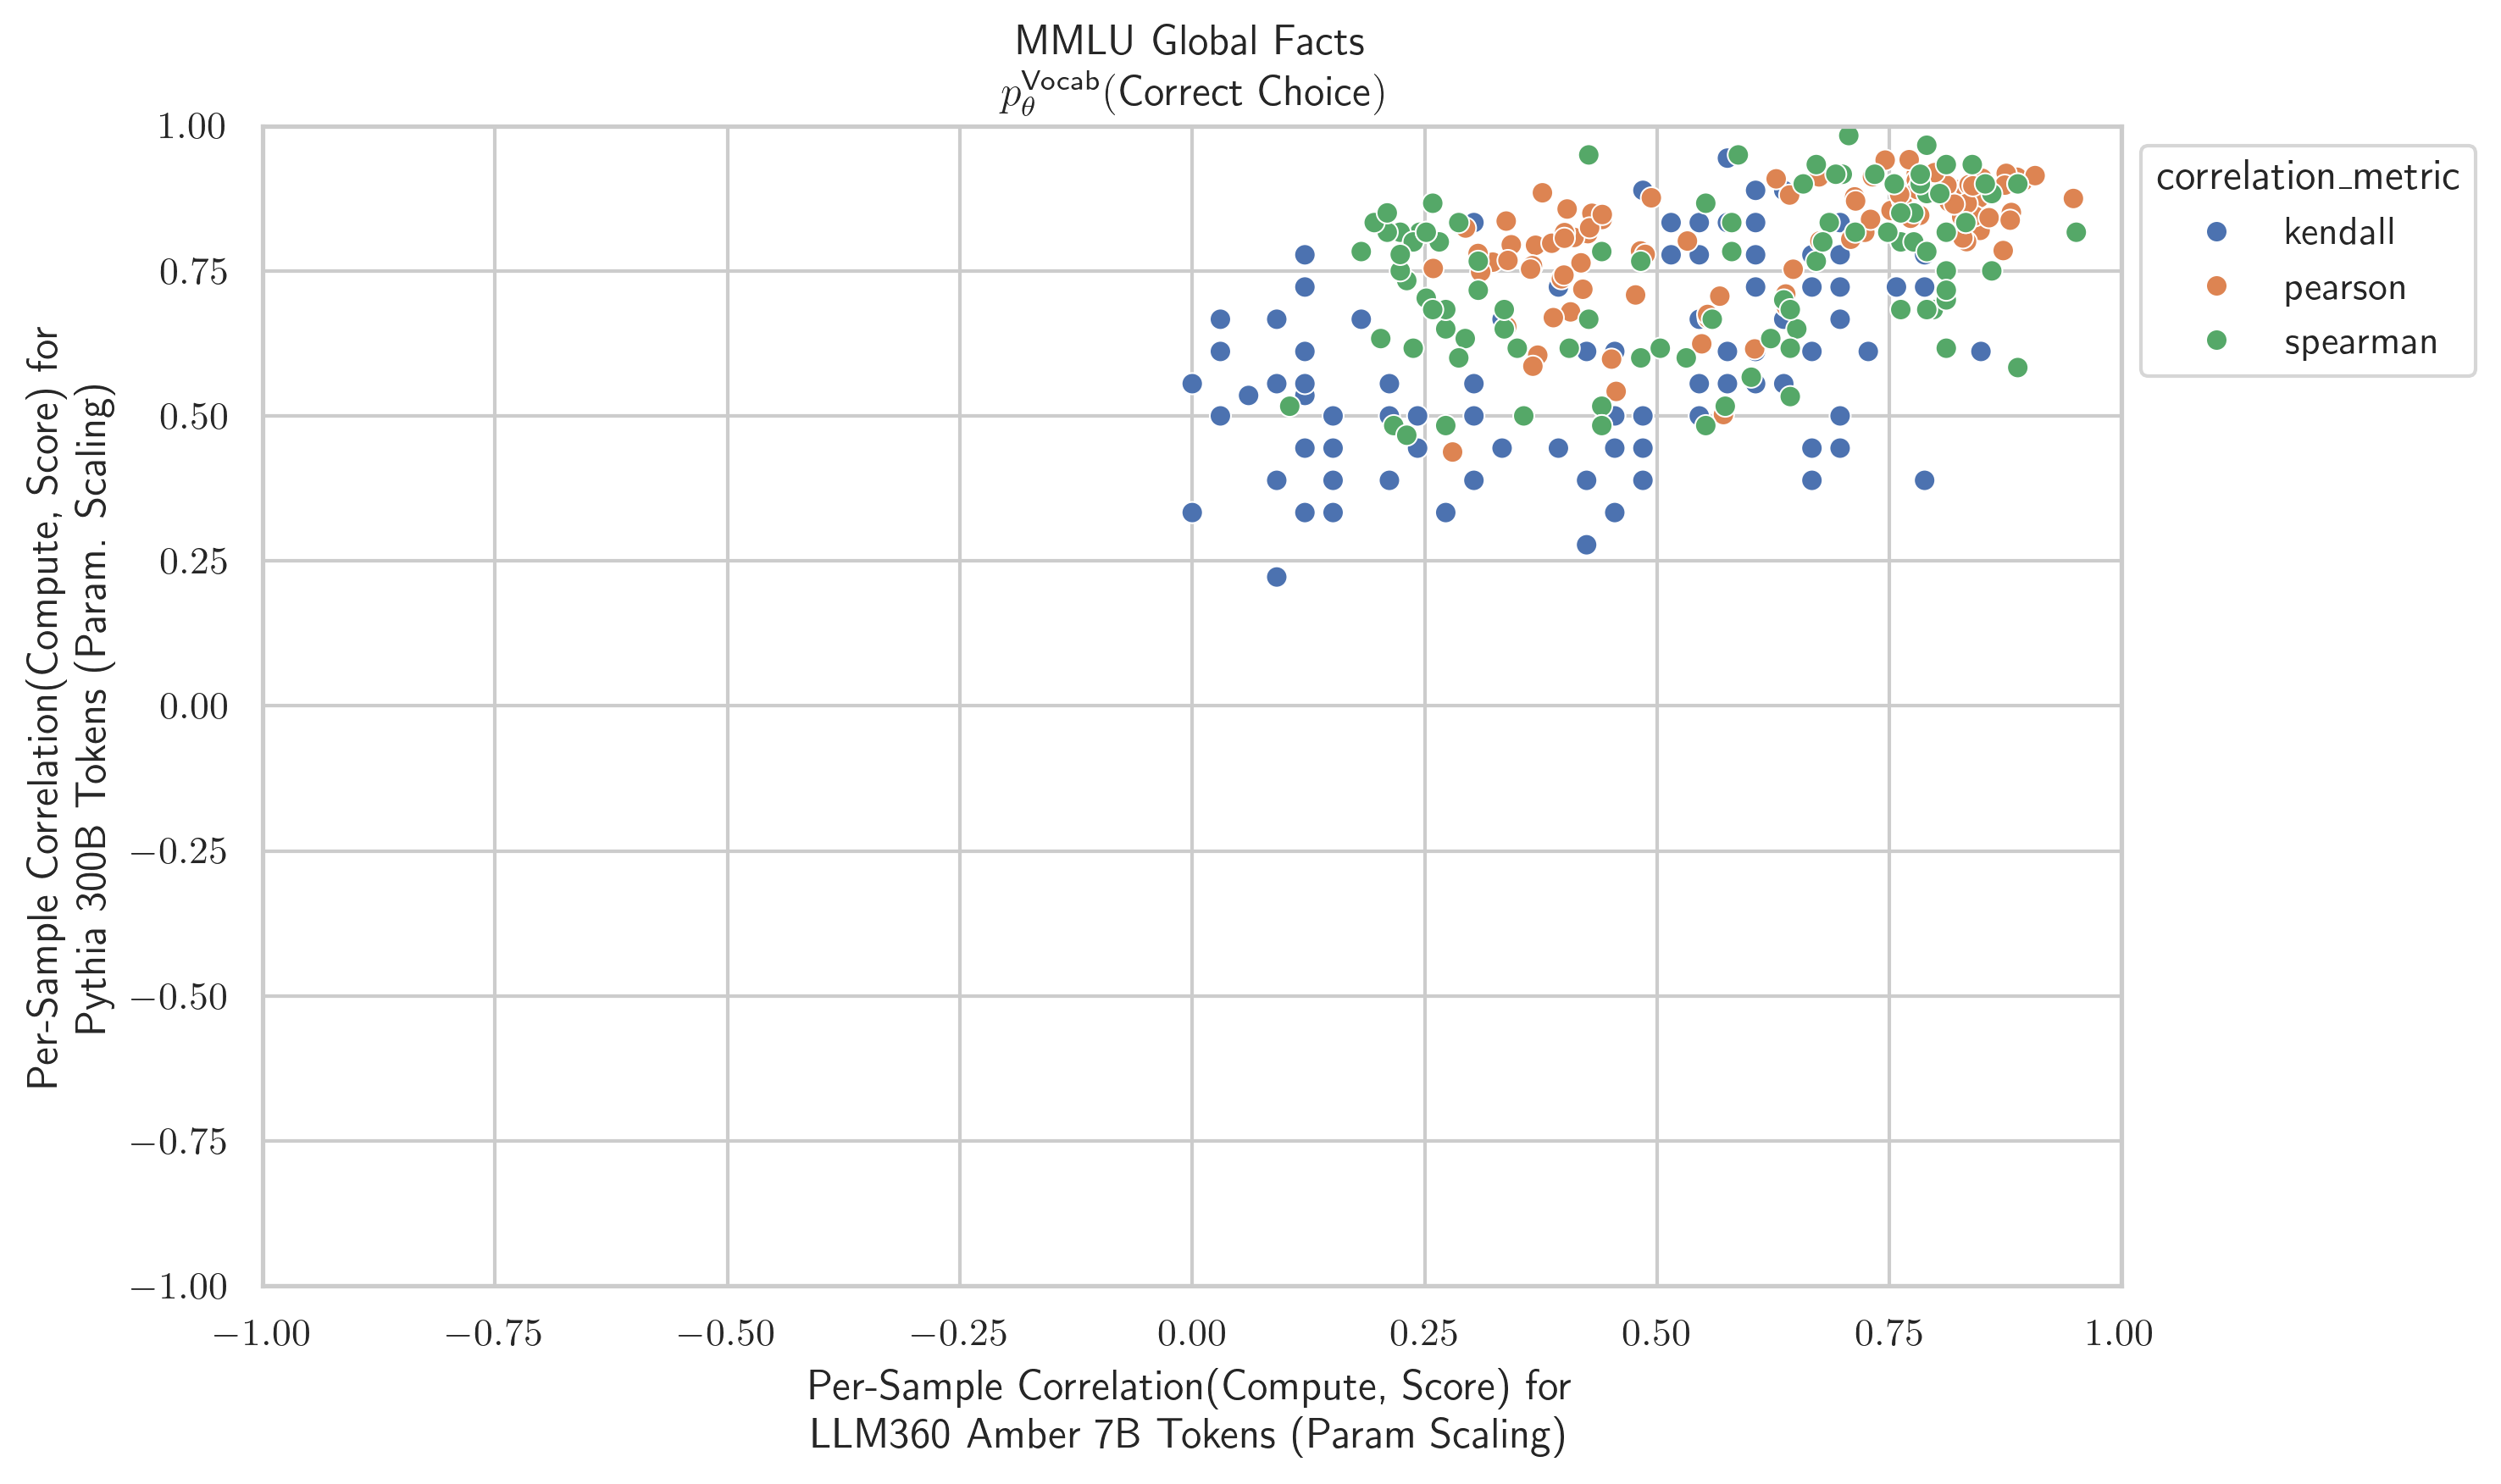 MMLU Global Facts
p_θ^Vocab(Correct Choice)
1.00
0.75
0.50
0.25
0.00
−0.25
−0.50
−0.75
−1.00
Per-Sample Correlation(Compute, Score) for
Pythia 300B Tokens (Param. Scaling)
correlation_metric
kendall
pearson
spearman
−1.00
−0.75
−0.50
−0.25
0.00
0.25
0.50
0.75
1.00
Per-Sample Correlation(Compute, Score) for
LLM360 Amber 7B Tokens (Param Scaling)